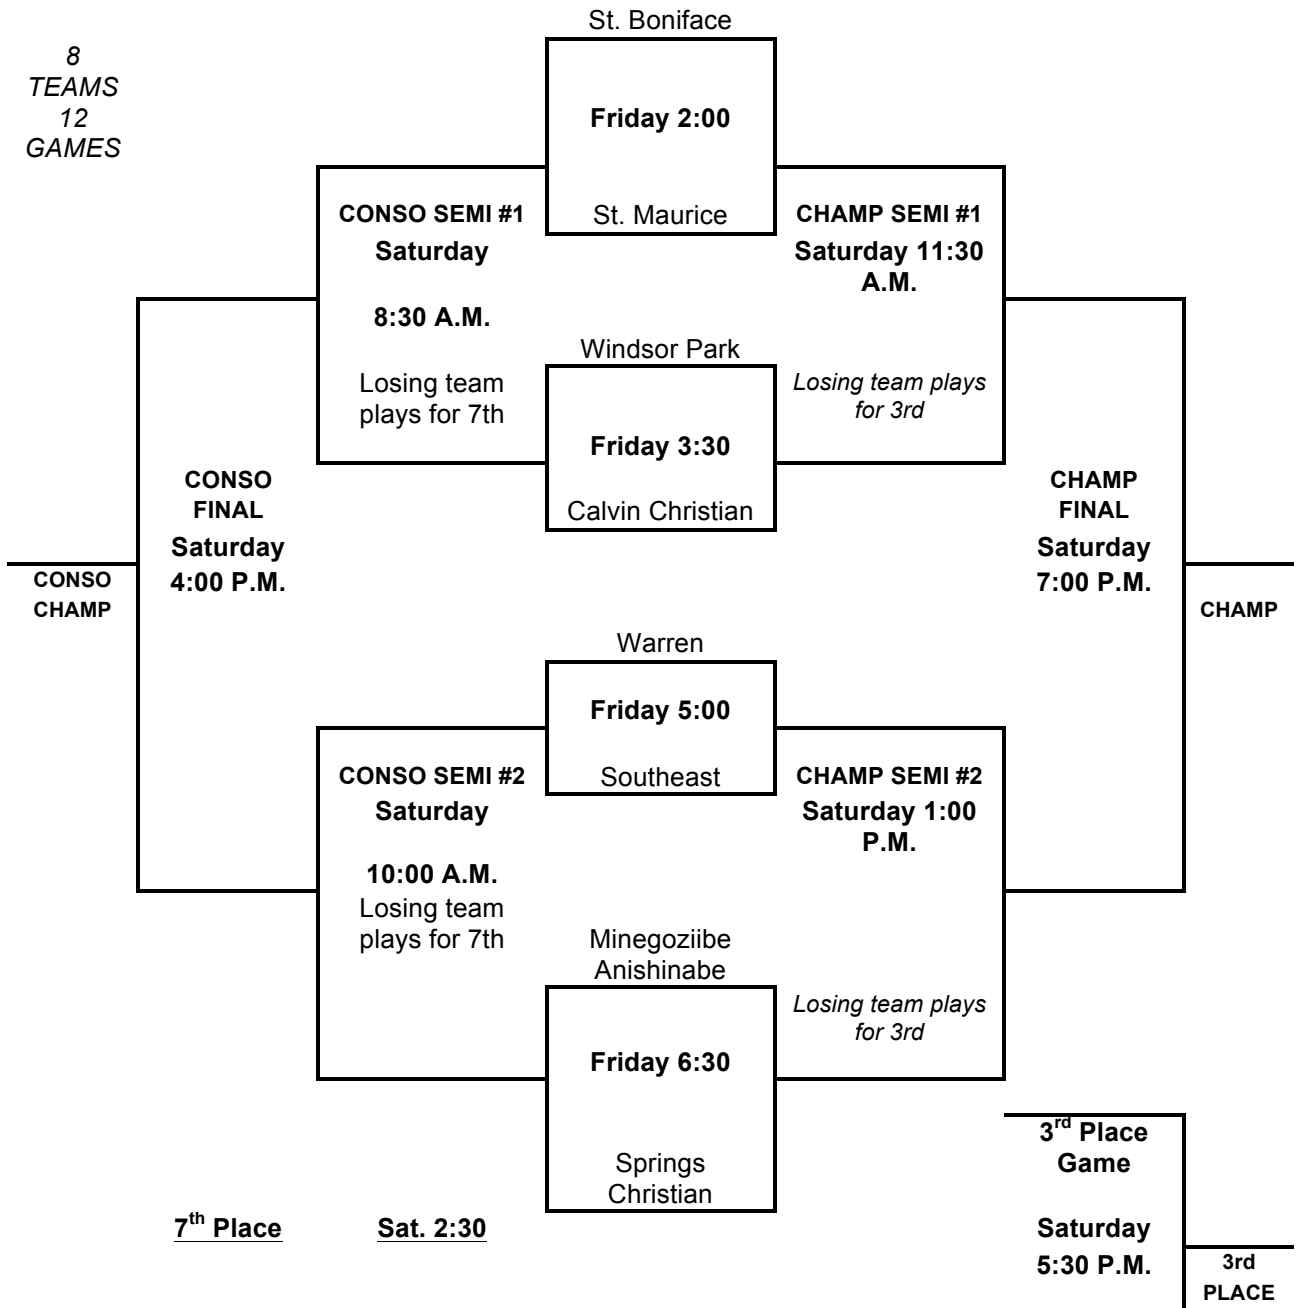 St. Boniface
8
TEAMS
12
GAMES
Friday 2:00
St. Maurice
CONSO SEMI #1
Saturday
8:30 A.M.
Losing team
plays for 7th
CHAMP SEMI #1
Saturday 11:30
A.M.
Losing team plays
for 3rd
Windsor Park
Friday 3:30
Calvin Christian
CONSO
FINAL
Saturday
4:00 P.M.
CONSO
CHAMP
CHAMP
FINAL
Saturday
7:00 P.M.
CHAMP
Warren
Friday 5:00
Southeast
CONSO SEMI #2
Saturday
10:00 A.M.
Losing team
plays for 7th
CHAMP SEMI #2
Saturday 1:00
P.M.
Losing team plays
for 3rd
Minegoziibe
Anishinabe
Friday 6:30
Springs
Christian
7th Place
Sat. 2:30
3rd Place
Game
Saturday
5:30 P.M.
3rd
PLACE